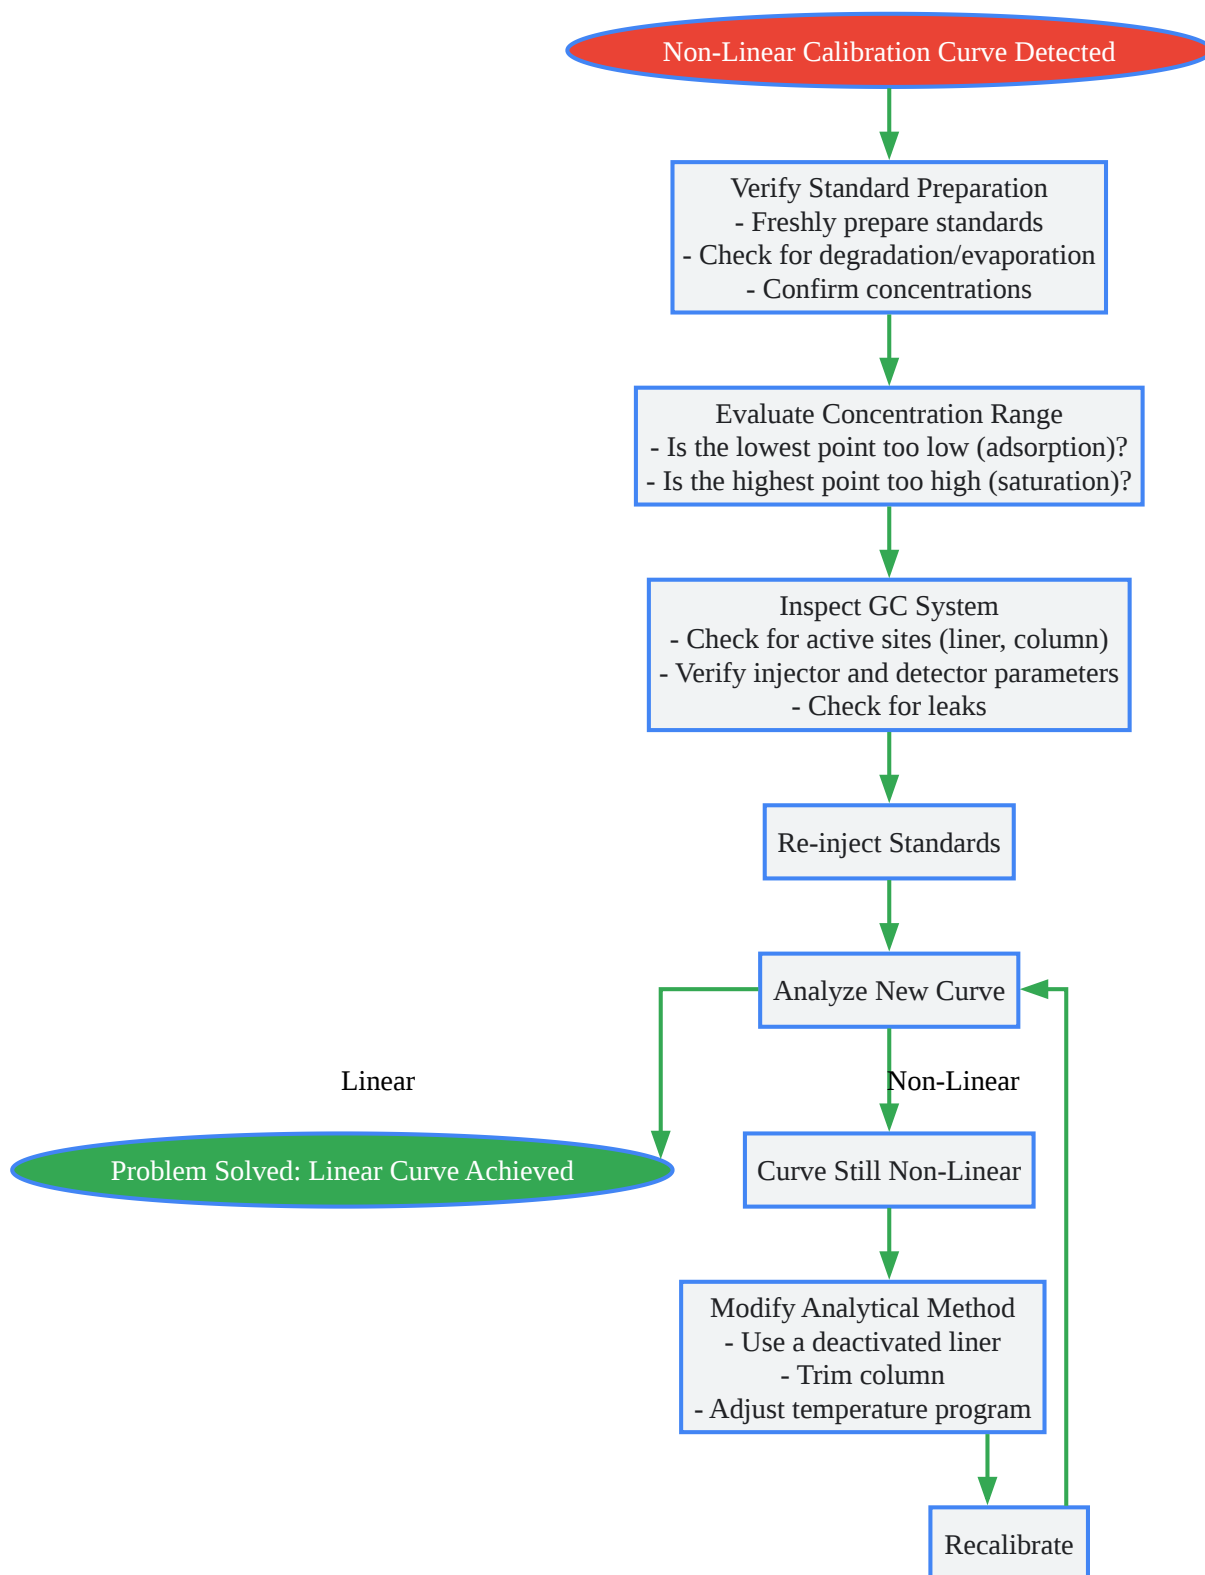 Non-Linear Calibration Curve Detected
Verify Standard Preparation
- Freshly prepare standards
- Check for degradation/evaporation
- Confirm concentrations
Evaluate Concentration Range
- Is the lowest point too low (adsorption)?
- Is the highest point too high (saturation)?
Inspect GC System
- Check for active sites (liner, column)
- Verify injector and detector parameters
- Check for leaks
Re-inject Standards
Analyze New Curve
Linear
Non-Linear
Problem Solved: Linear Curve Achieved
Curve Still Non-Linear
Modify Analytical Method
- Use a deactivated liner
- Trim column
- Adjust temperature program
Recalibrate